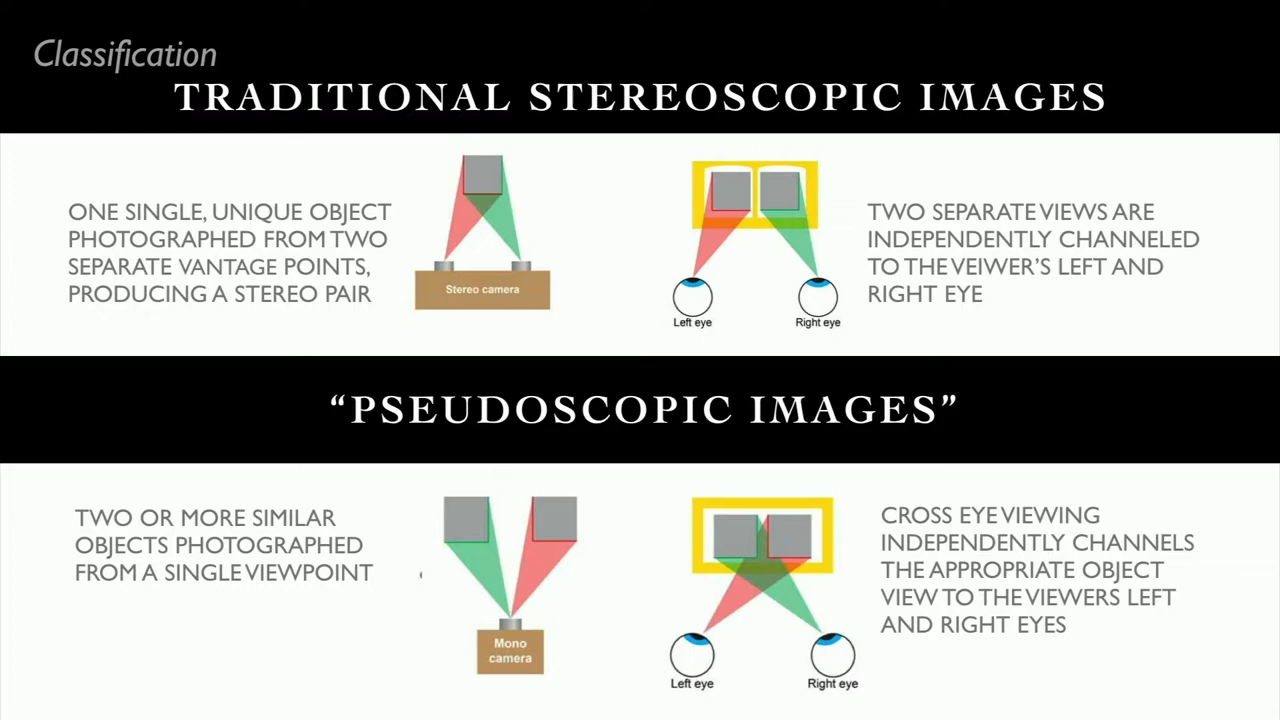 Classification
TRADITIONAL STEREOSCOPIC IMAGES
ONE SINGLE, UNIQUE OBJECT
PHOTOGRAPHED FROM TWO
SEPARATE VANTAGE POINTS,
PRODUCING A STEREO PAIR
Stereo camera
Left eye
Right eye
TWO SEPARATE VIEWS ARE
INDEPENDENTLY CHANNELED
TO THE VEIWER'S LEFT AND
RIGHT EYE
“PSEUDOSCOPIC IMAGES”
TWO OR MORE SIMILAR
OBJECTS PHOTOGRAPHED
FROM A SINGLE VIEWPOINT
Mono
camera
Left eye
Right eye
CROSS EYE VIEWING
INDEPENDENTLY CHANNELS
THE APPROPRIATE OBJECT
VIEW TO THE VIEWERS LEFT
AND RIGHT EYES